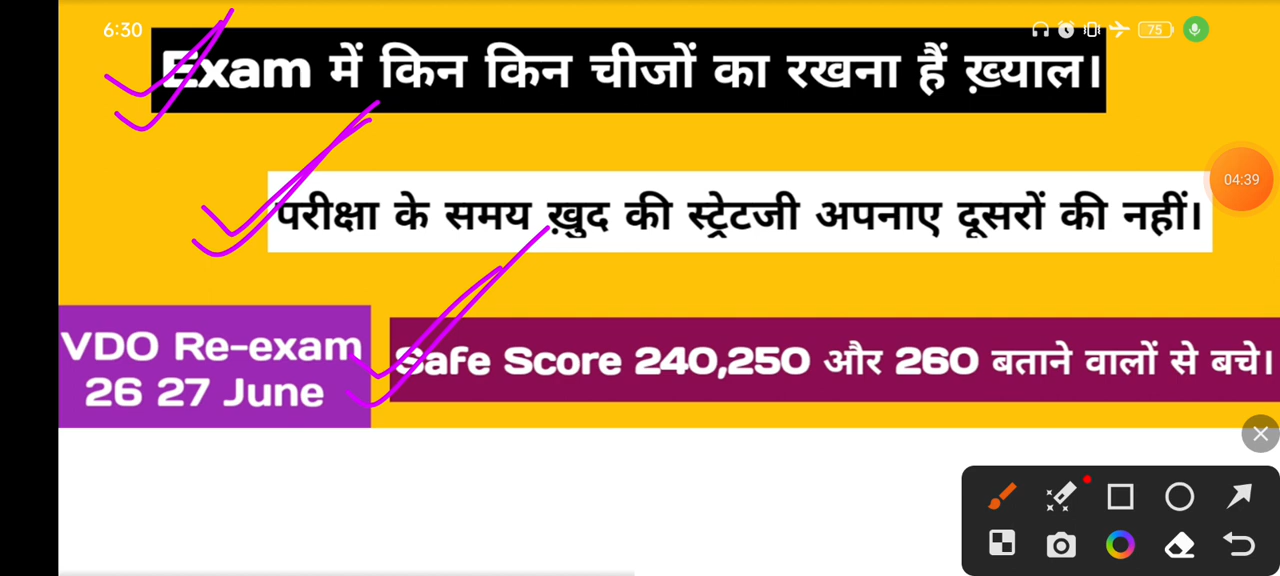 6:30
75
Exam में किन किन चीजों का रखना हैं ख़्याल।
04:39
परीक्षा के समय ख़ुद की स्ट्रेटजी अपनाए दूसरों की नहीं।
VDO Re-exam
26 27 June
Safe Score 240,250 और 260 बताने वालों से बचे।